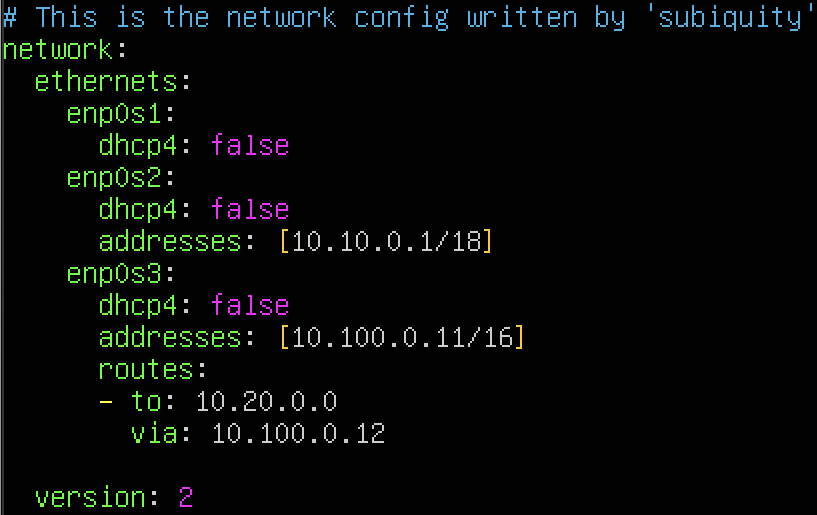 # This is the network config written by 'subiquity'
network:
  ethernets:
    enp0s1:
      dhcp4: false
    enp0s2:
      dhcp4: false
      addresses: [10.10.0.1/18]
    enp0s3:
      dhcp4: false
      addresses: [10.100.0.11/16]
      routes:
      - to: 10.20.0.0
        via: 10.100.0.12
  version: 2